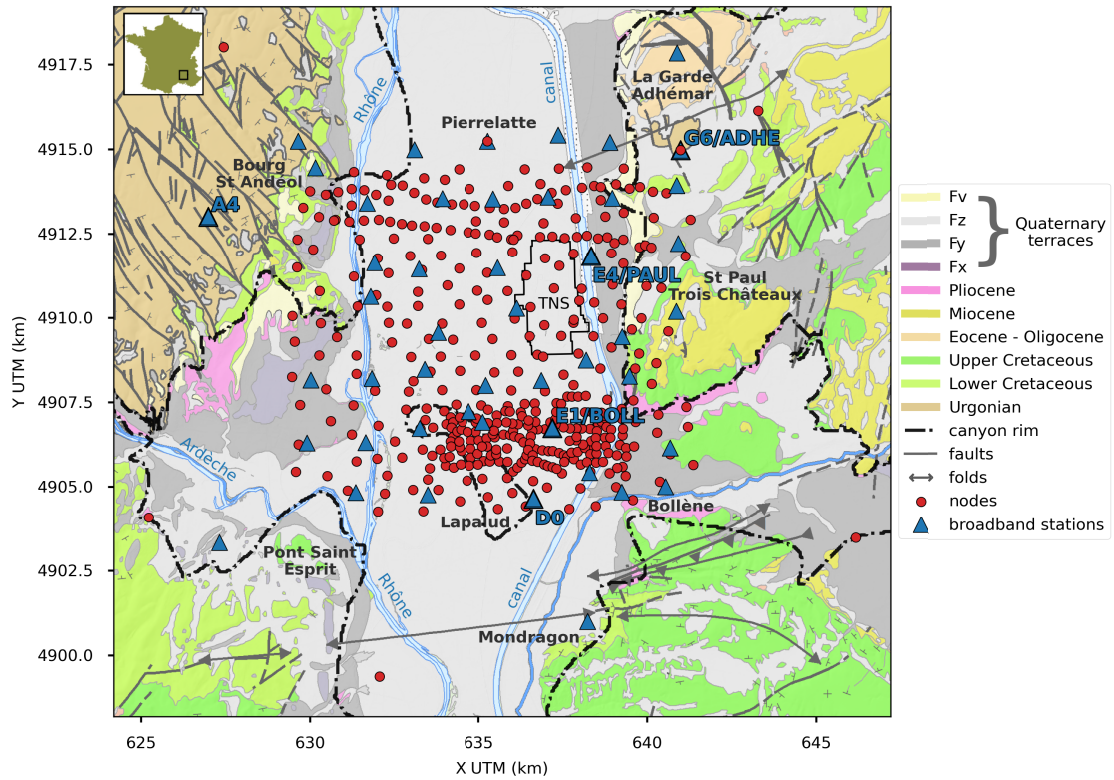 4917.5
4915.0
4912.5
4910.0
4907.5
4905.0
4902.5
4900.0
Y UTM (km)
625
630
635
640
645
X UTM (km)
Rhône
canal
La Garde
Adhémar
Pierrelatte
G6/ADHE
Bourg
St Andéol
A4
E4/PAUL
St Paul
Trois Châteaux
TNS
E1/BOLL
Ardèche
Lapalud
D0
Bollène
Pont Saint
Esprit
Rhône
canal
Mondragon
Fv
Fz
Fy
Fx
}
Quaternary
terraces
Pliocene
Miocene
Eocene - Oligocene
Upper Cretaceous
Lower Cretaceous
Urgonian
canyon rim
faults
folds
nodes
broadband stations